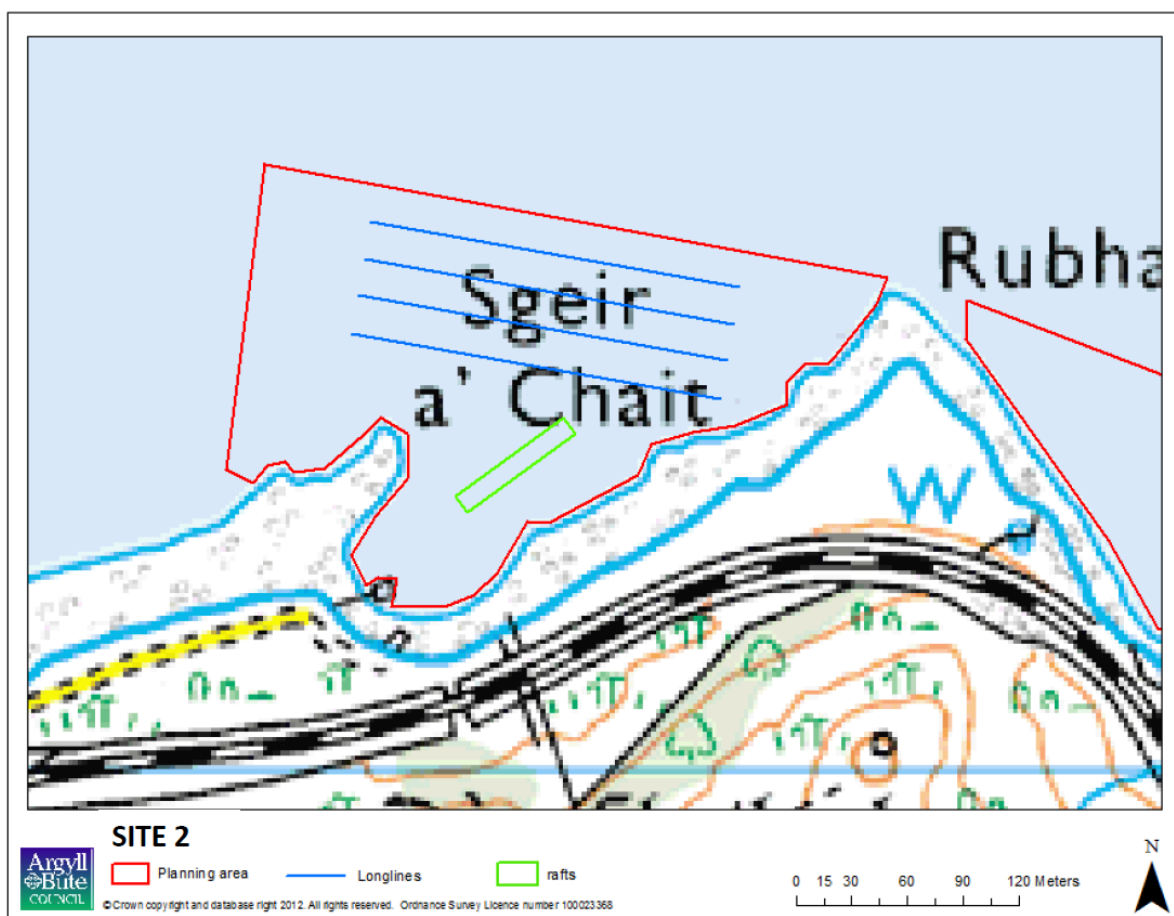 Rubha
Sgeir
a' Chait
W
SITE 2
Argyll
Bute
COUNCIL
Planning area
Longlines
rafts
©Crown copyright and database right 2012. All rights reserved. Ordnance Survey Licence number 100023368
0 15 30 60 90 120 Meters
N